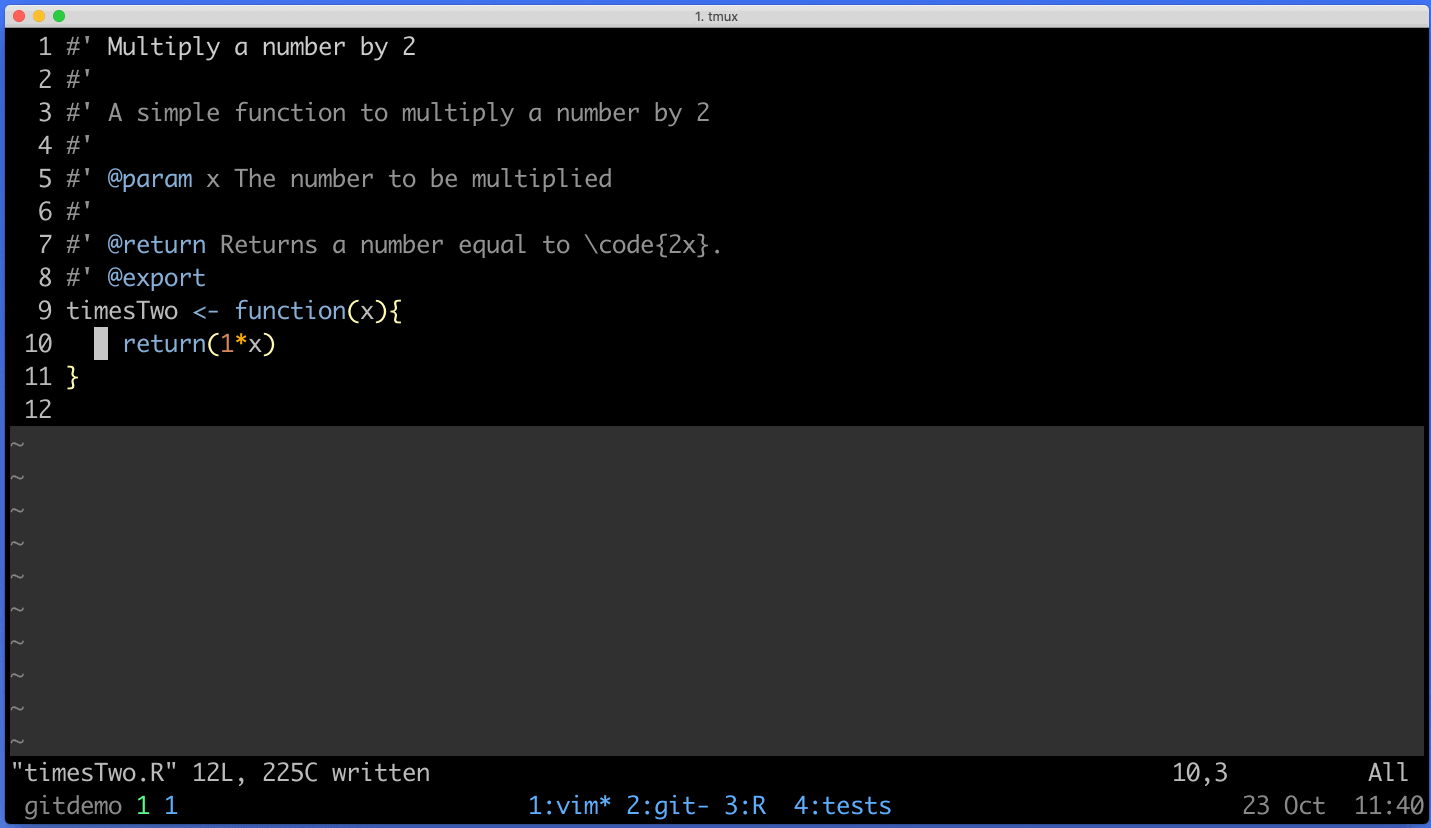 1. tmux
1 #' Multiply a number by 2
2 #'
3 #' A simple function to multiply a number by 2
4 #'
5 #' @param x The number to be multiplied
6 #'
7 #' @return Returns a number equal to \code{2x}.
8 #' @export
9 timesTwo <- function(x){
10     return(1*x)
11 }
12
~
~
~
~
~
~
~
~
~
~
"timesTwo.R" 12L, 225C written 10,3 All
gitdemo 1 1 1:vim* 2:git- 3:R 4:tests 23 Oct 11:40